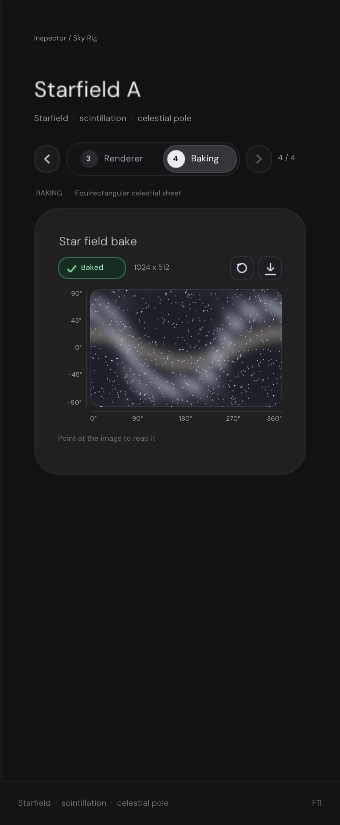 Inspector / Sky Rig
Starfield A
Starfield · scintillation · celestial pole
3 Renderer 4 Baking 4 / 4
BAKING · Equirectangular celestial sheet
Star field bake
Baked 1024 x 512
90°
45°
0°
-45°
-90°
0° 90° 180° 270° 360°
Point at the image to read it
Starfield · scintillation · celestial pole F11